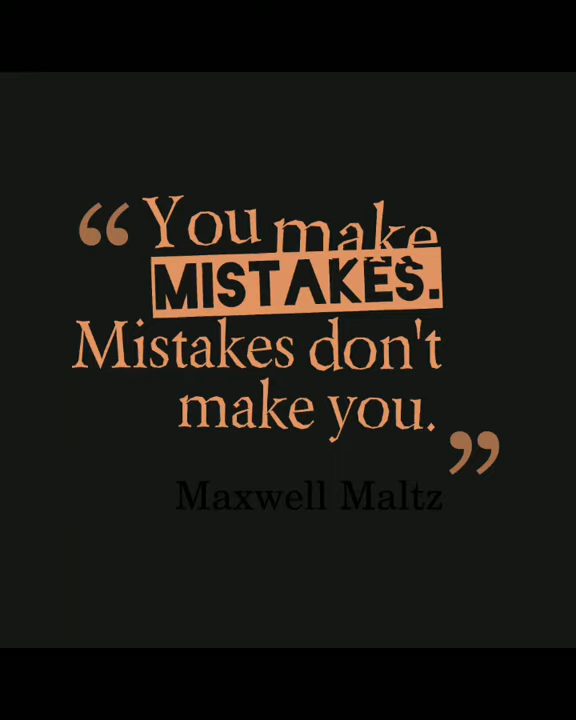 “ You make
MISTAKES.
Mistakes don't
make you. ”
Maxwell Maltz